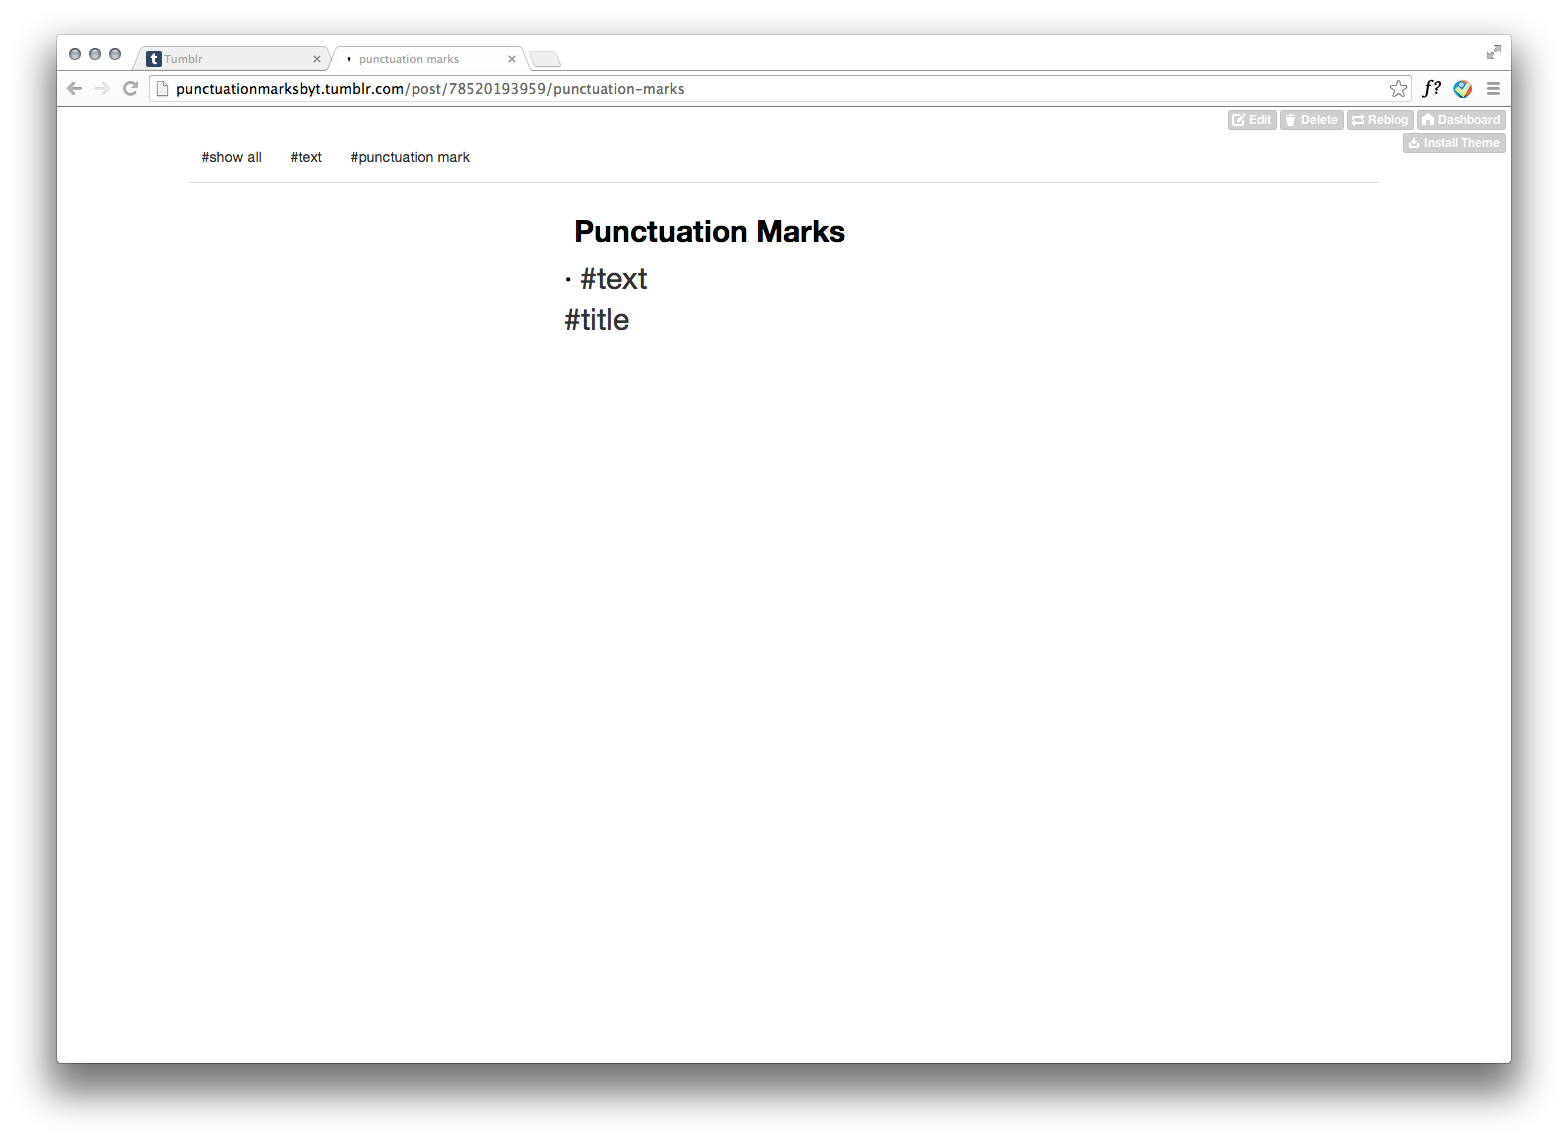 t Tumblr × ' punctuation marks ×
punctuationmarksbyt.tumblr.com/post/78520193959/punctuation-marks f?
Edit Delete Reblog Dashboard
Install Theme
#show all #text #punctuation mark
Punctuation Marks
· #text
#title